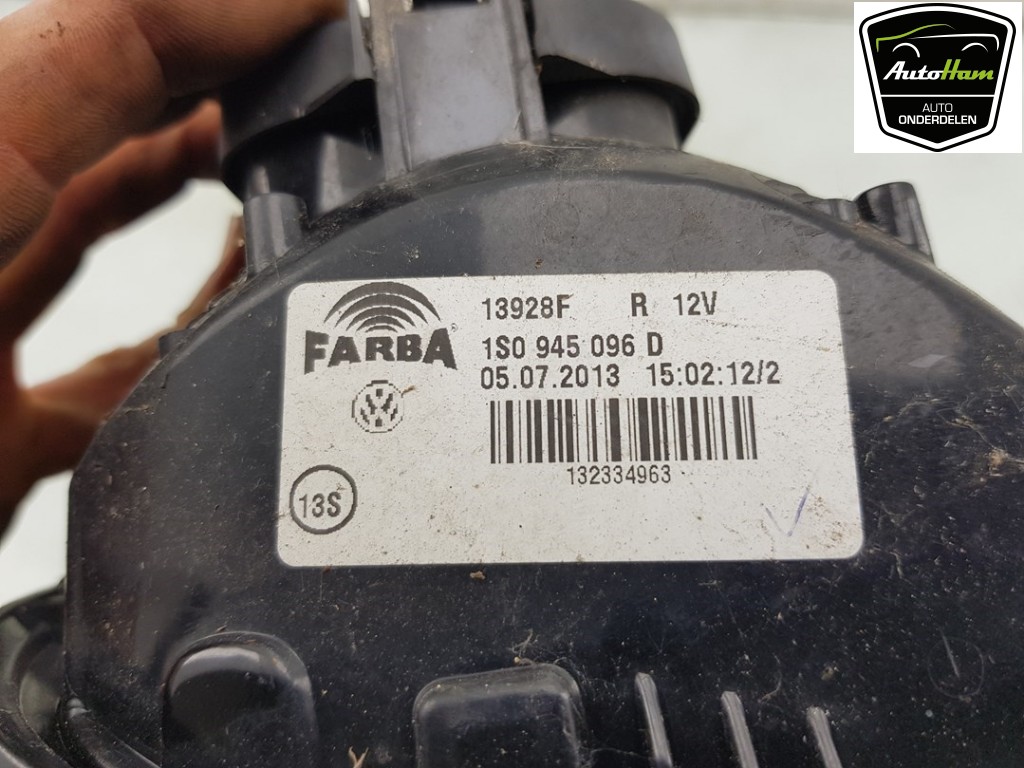 AutoHam
AUTO
ONDERDELEN
FARBA
13928F R 12V
1S0 945 096 D
05.07.2013 15:02:12/2
132334963
13S